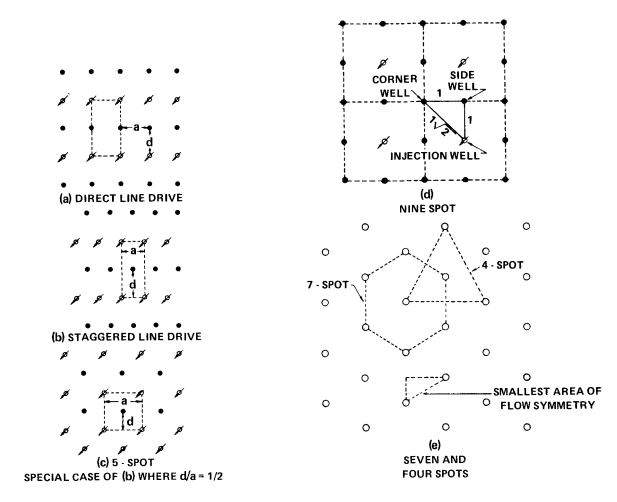 a
d
(a) DIRECT LINE DRIVE
a
d
(b) STAGGERED LINE DRIVE
a
d
(c) 5 - SPOT
SPECIAL CASE OF (b) WHERE d/a = 1/2
CORNER
WELL
SIDE
WELL
1
1
√2
INJECTION WELL
(d)
NINE SPOT
7 - SPOT
4 - SPOT
SMALLEST AREA OF
FLOW SYMMETRY
(e)
SEVEN AND
FOUR SPOTS